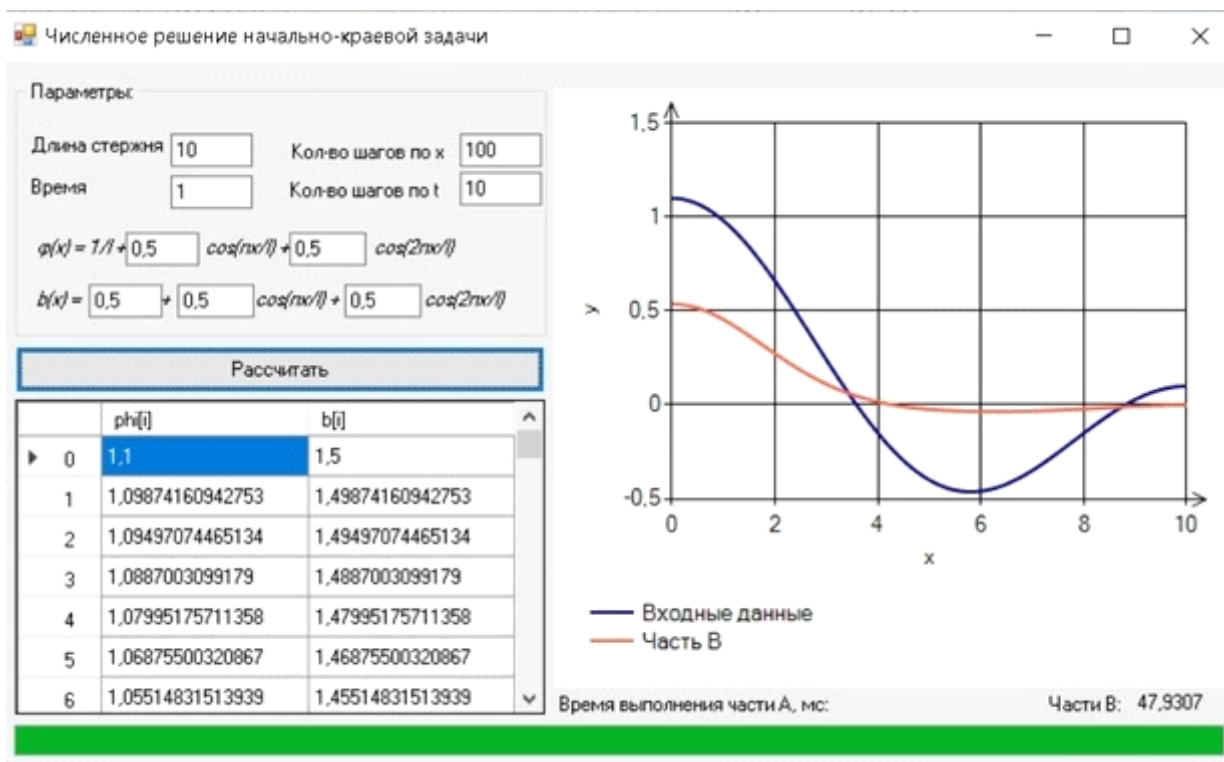 Численное решение начально-краевой задачи
Параметры:
Длина стержня 10 Кол-во шагов по x 100
Время 1 Кол-во шагов по t 10
φ(x) = 1/l + 0,5 cos(πx/l) + 0,5 cos(2πx/l)
b(x) = 0,5 + 0,5 cos(πx/l) + 0,5 cos(2πx/l)
Рассчитать
phi[i] b[i]
0 1,1 1,5
1 1,09874160942753 1,49874160942753
2 1,09497074465134 1,49497074465134
3 1,0887003099179 1,4887003099179
4 1,07995175711358 1,47995175711358
5 1,06875500320867 1,46875500320867
6 1,05514831513939 1,45514831513939
1,5
1
0,5
0
-0,5
y
0 2 4 6 8 10
x
Входные данные
Часть B
Время выполнения части A, мс: Части B: 47,9307